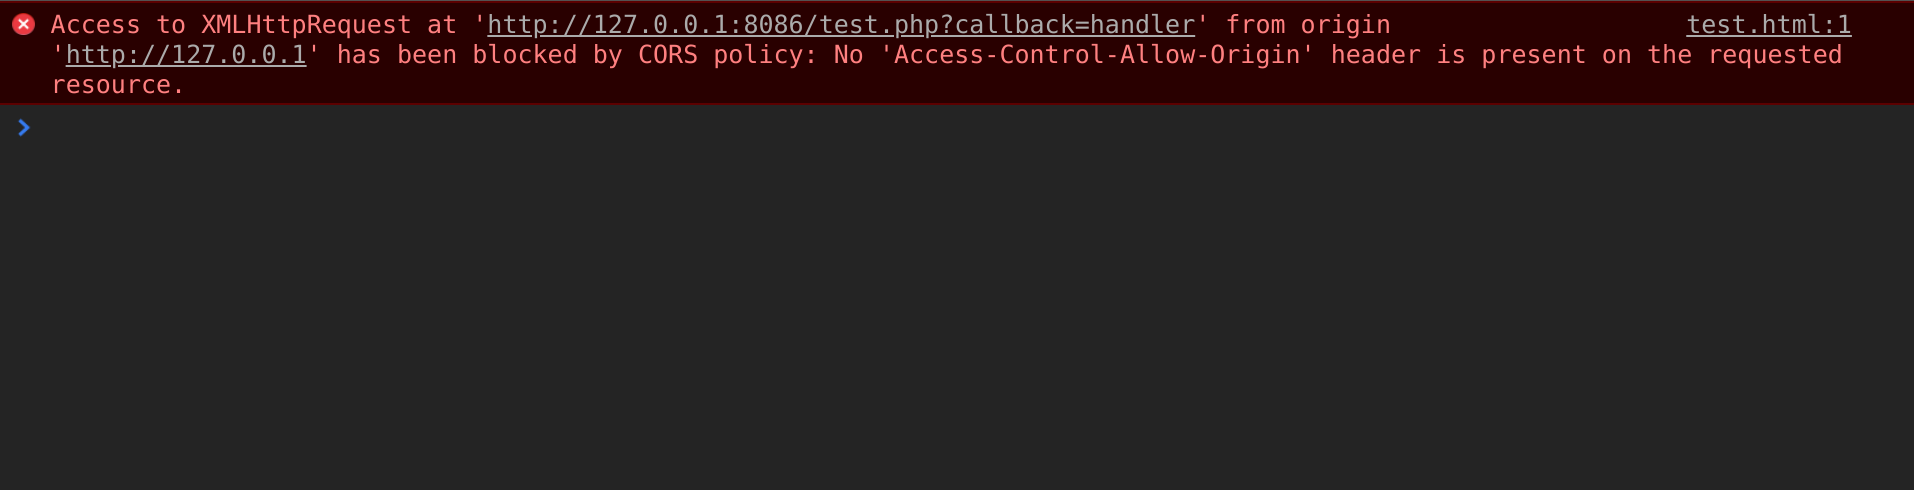 Access to XMLHttpRequest at 'http://127.0.0.1:8086/test.php?callback=handler' from origin test.html:1
'http://127.0.0.1' has been blocked by CORS policy: No 'Access-Control-Allow-Origin' header is present on the requested
resource.